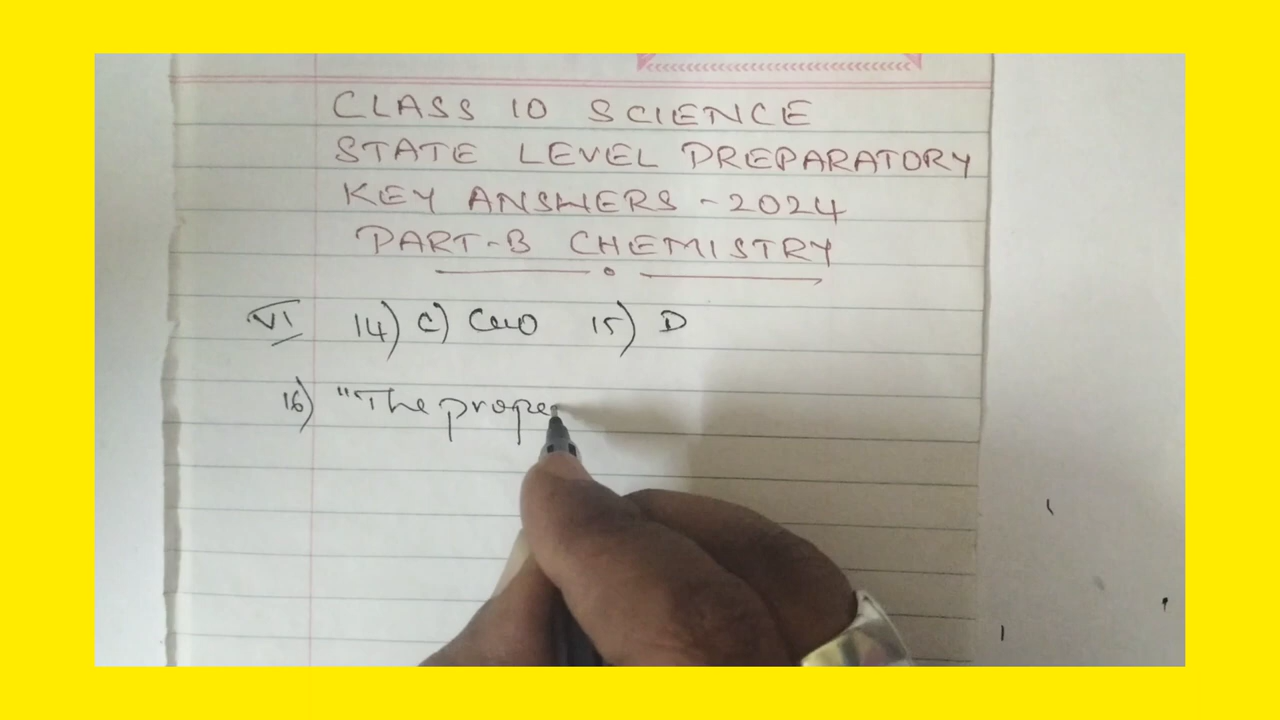 CLASS 10 SCIENCE
STATE LEVEL PREPARATORY
KEY ANSWERS - 2024
PART-B CHEMISTRY
VI 14) C) CuO 15) D
16) "The prope